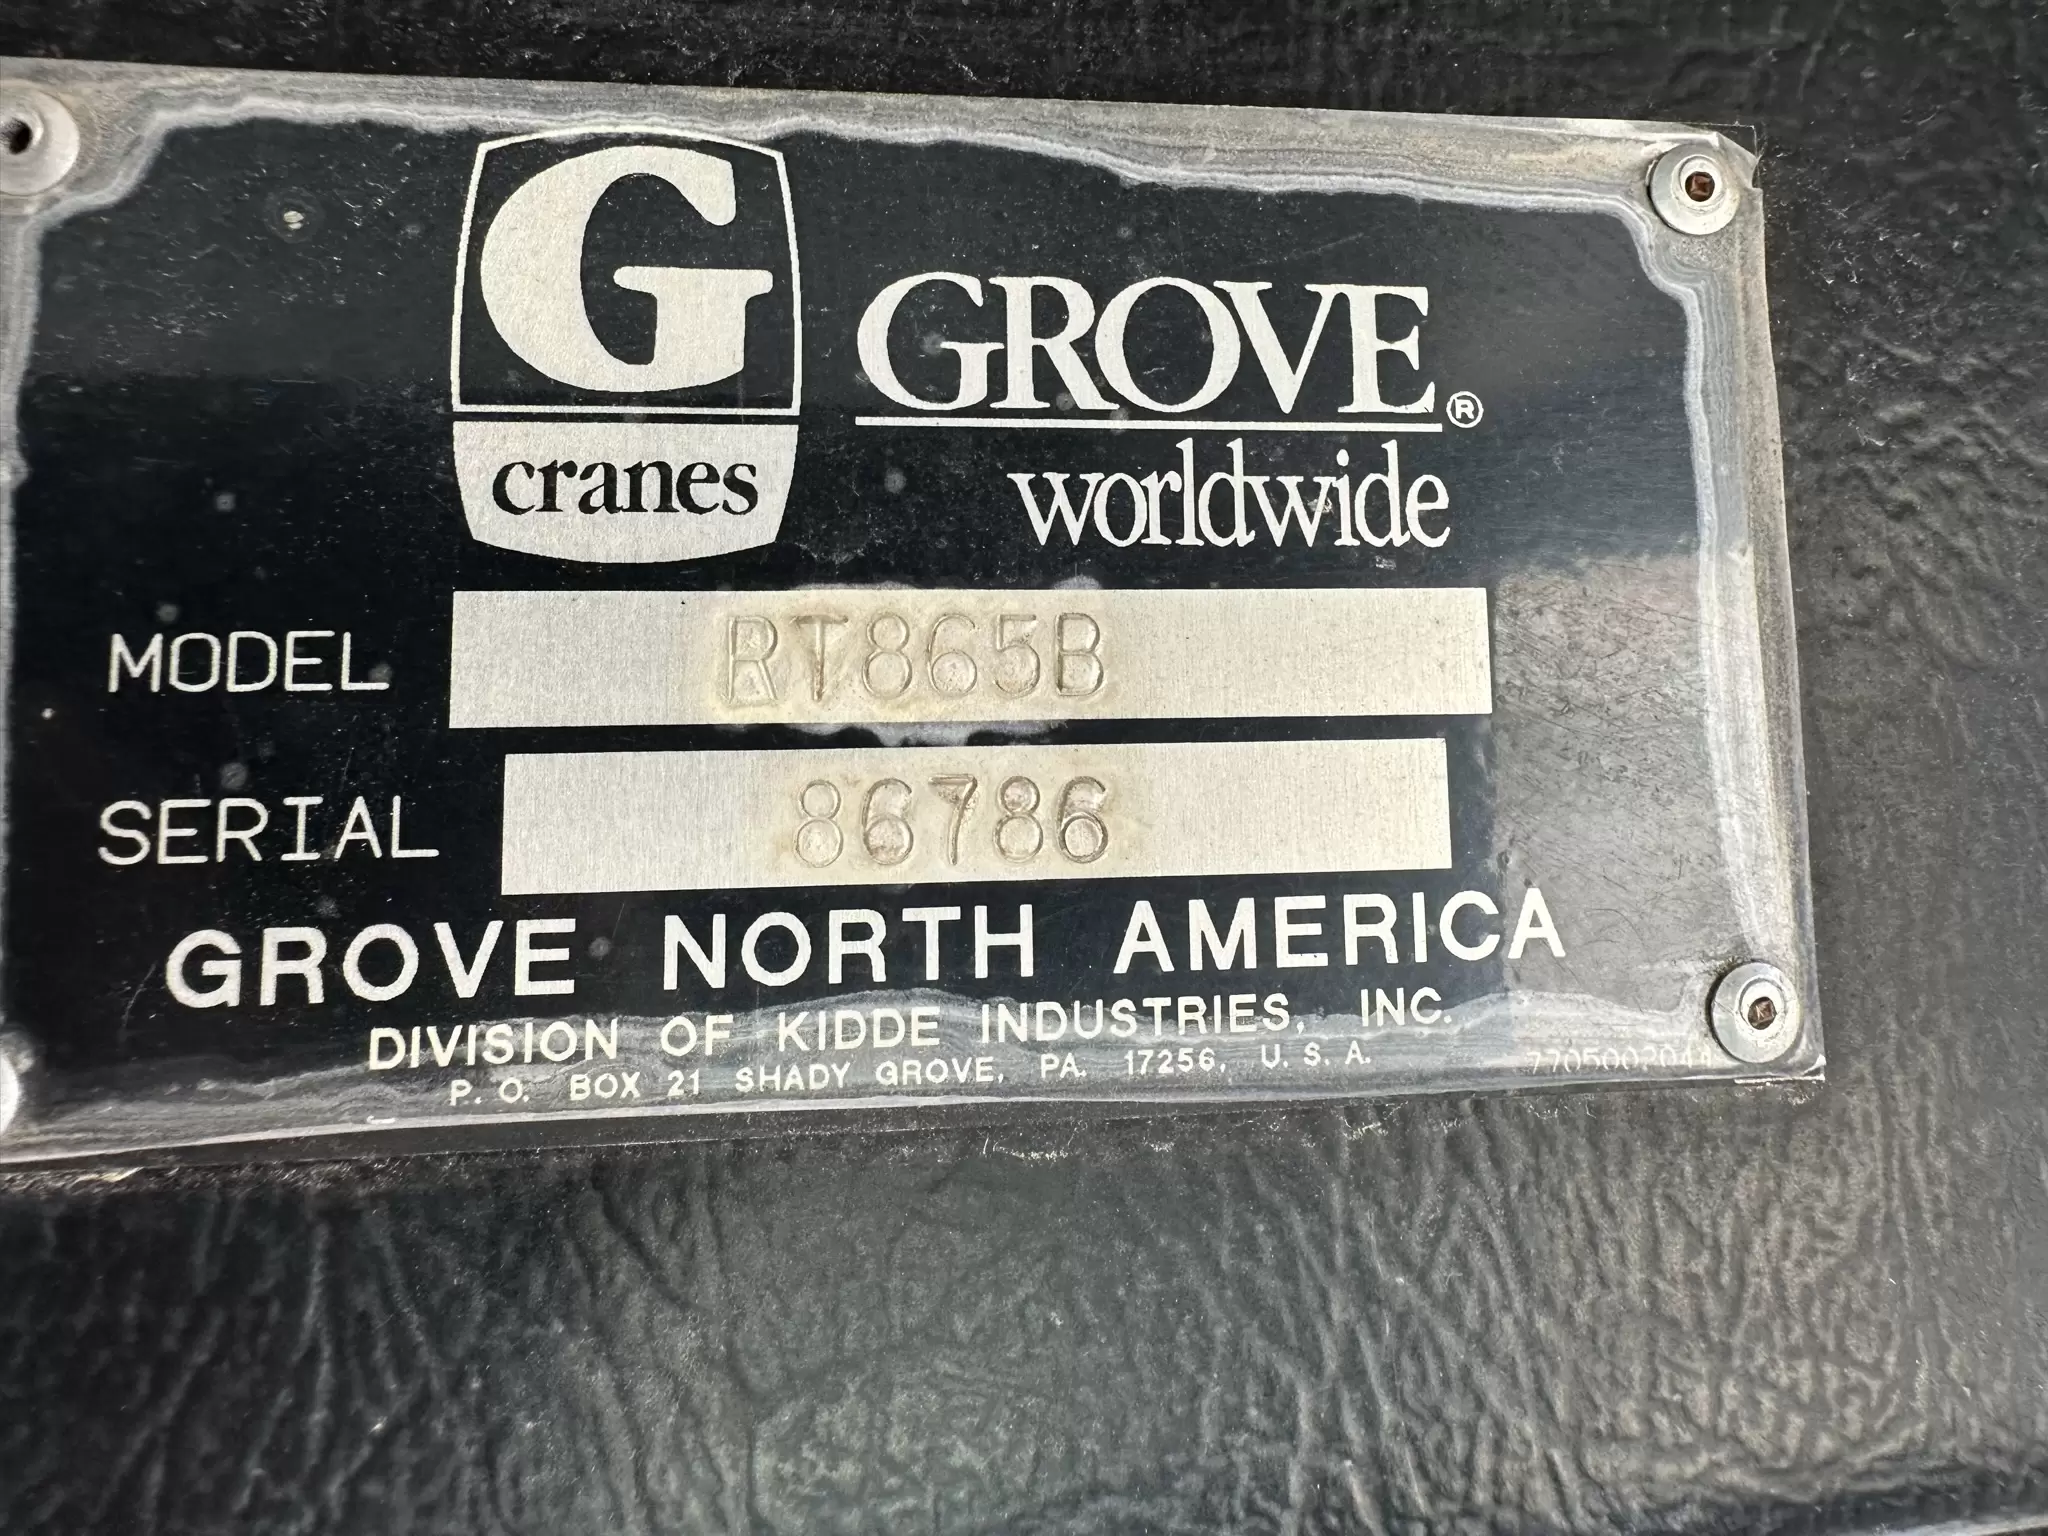 G
cranes
GROVE®
worldwide
MODEL RT865B
SERIAL 86786
GROVE NORTH AMERICA
DIVISION OF KIDDE INDUSTRIES, INC.
P. O. BOX 21 SHADY GROVE, PA. 17256, U. S. A.